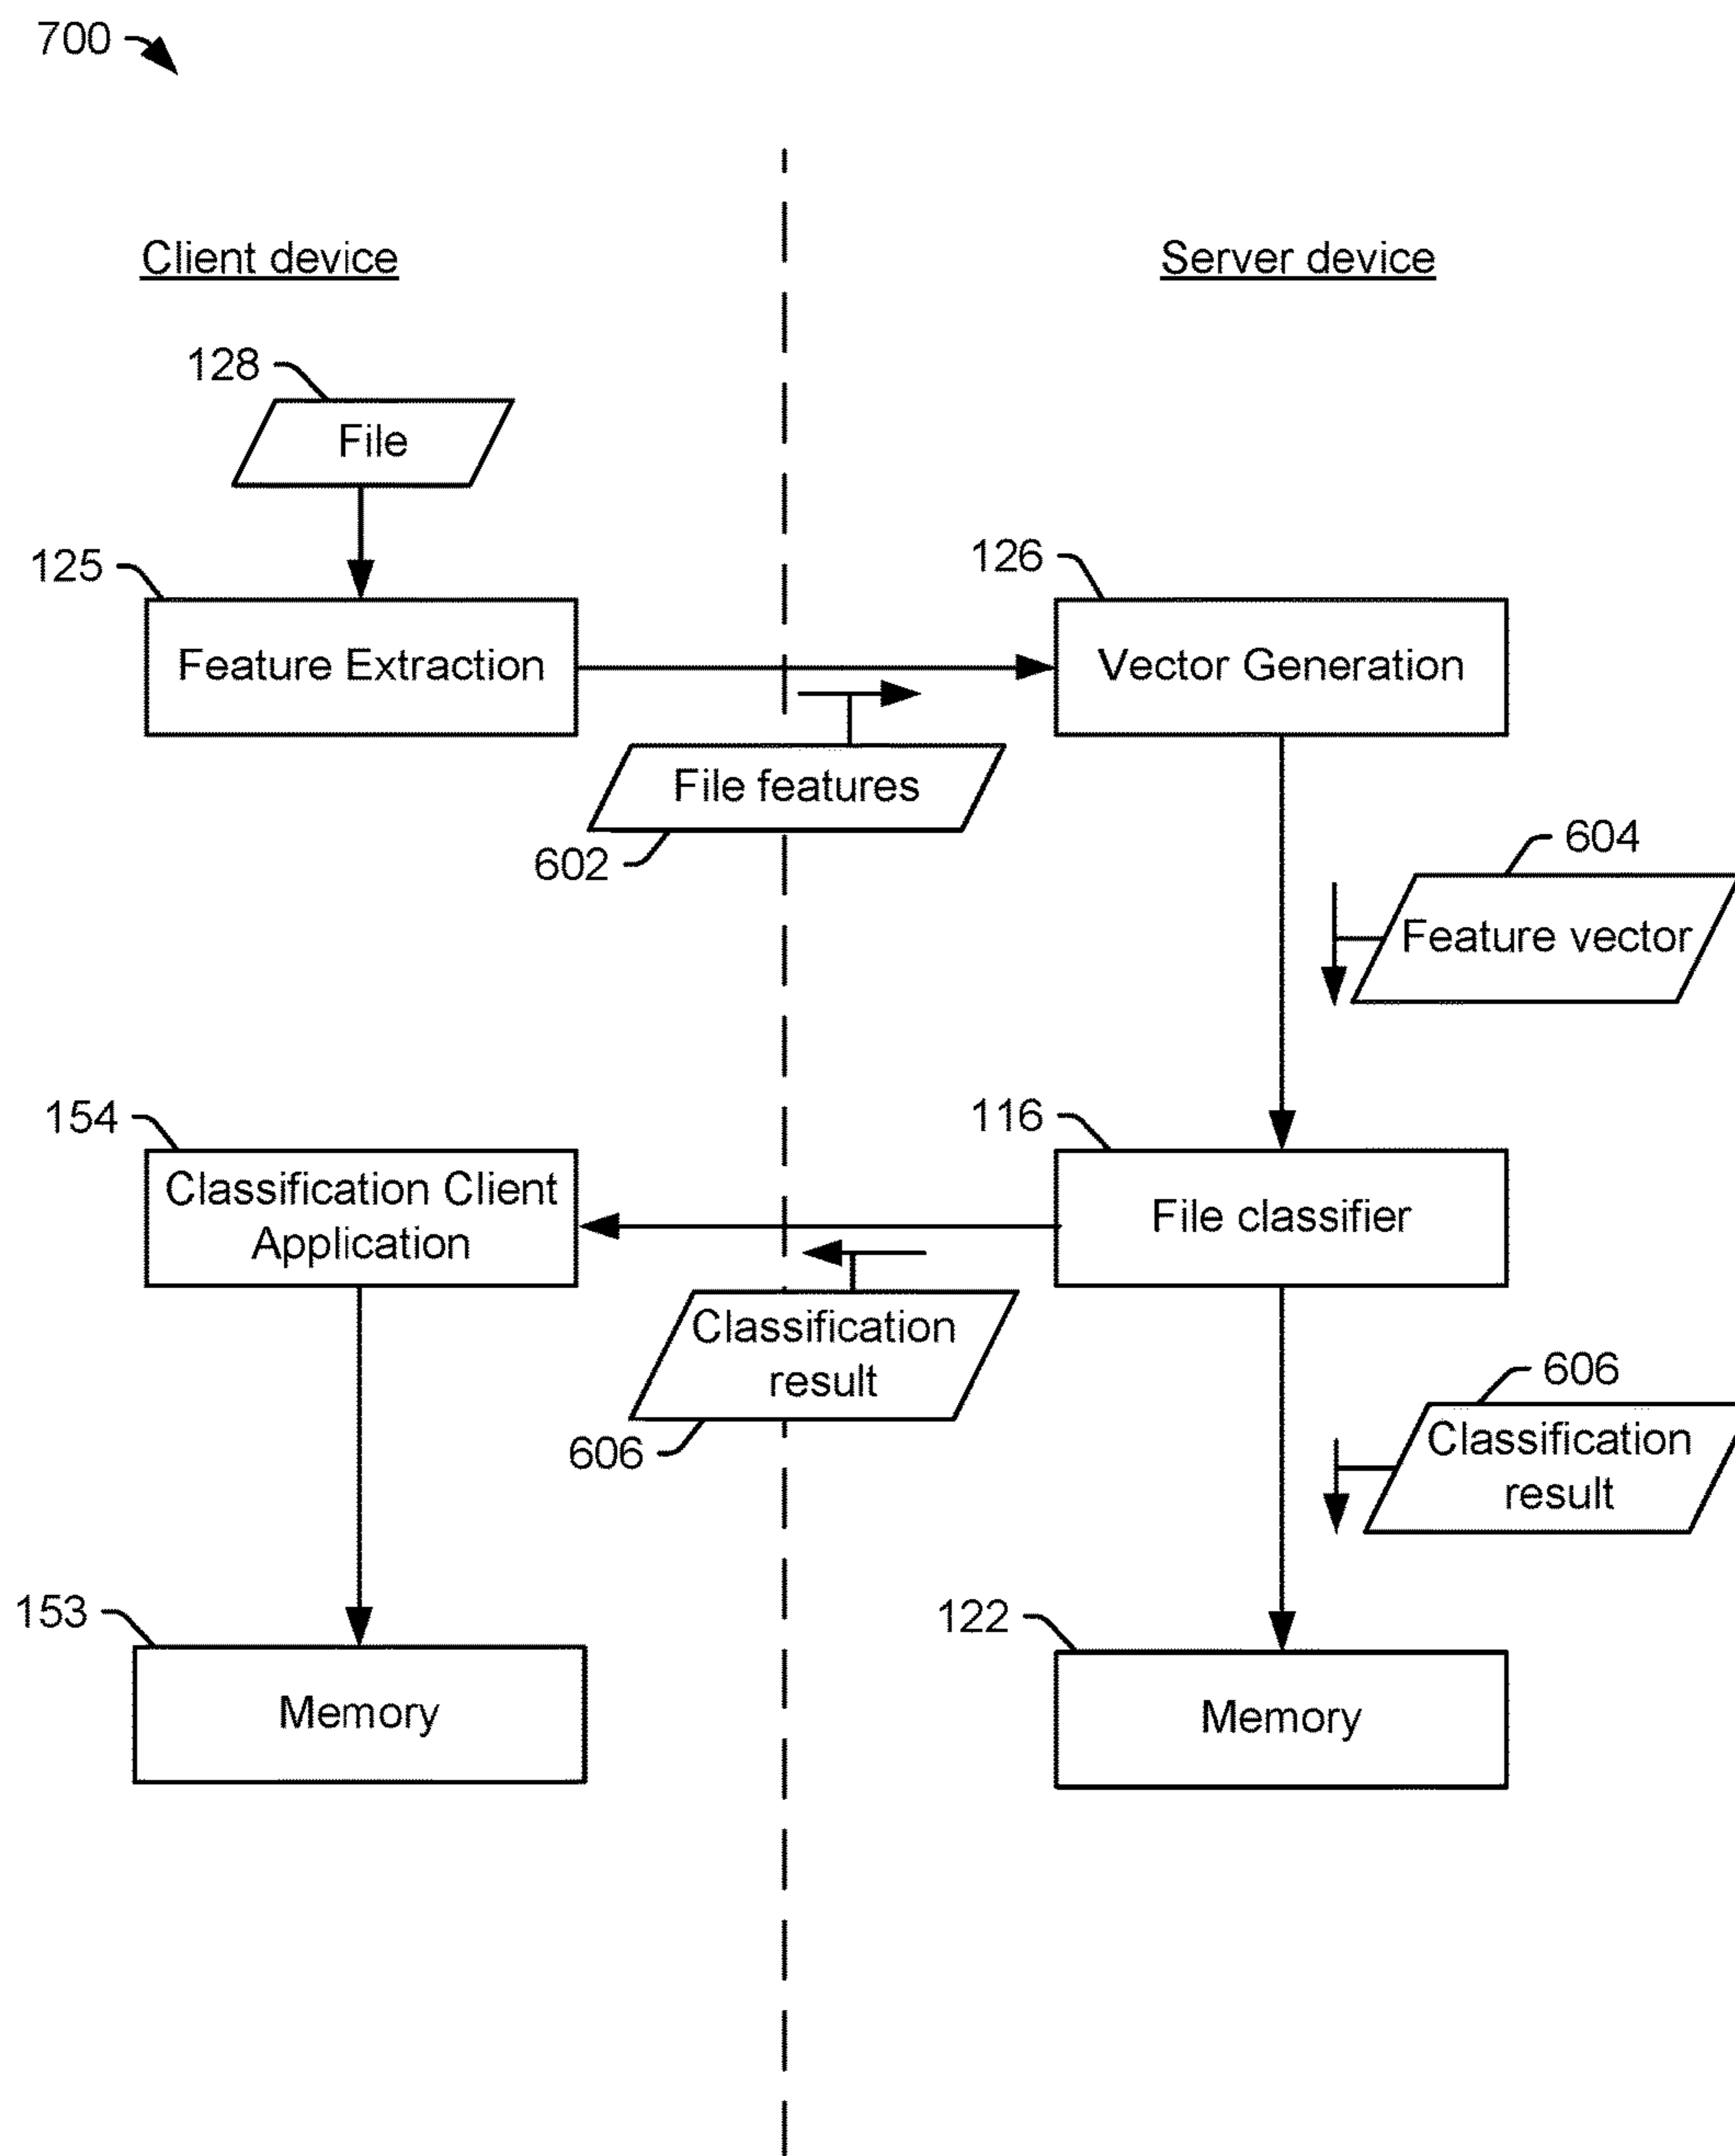 700
Client device
Server device
128
File
125
Feature Extraction
126
Vector Generation
File features
602
604
Feature vector
154
Classification Client
Application
116
File classifier
Classification
result
606
606
Classification
result
153
Memory
122
Memory